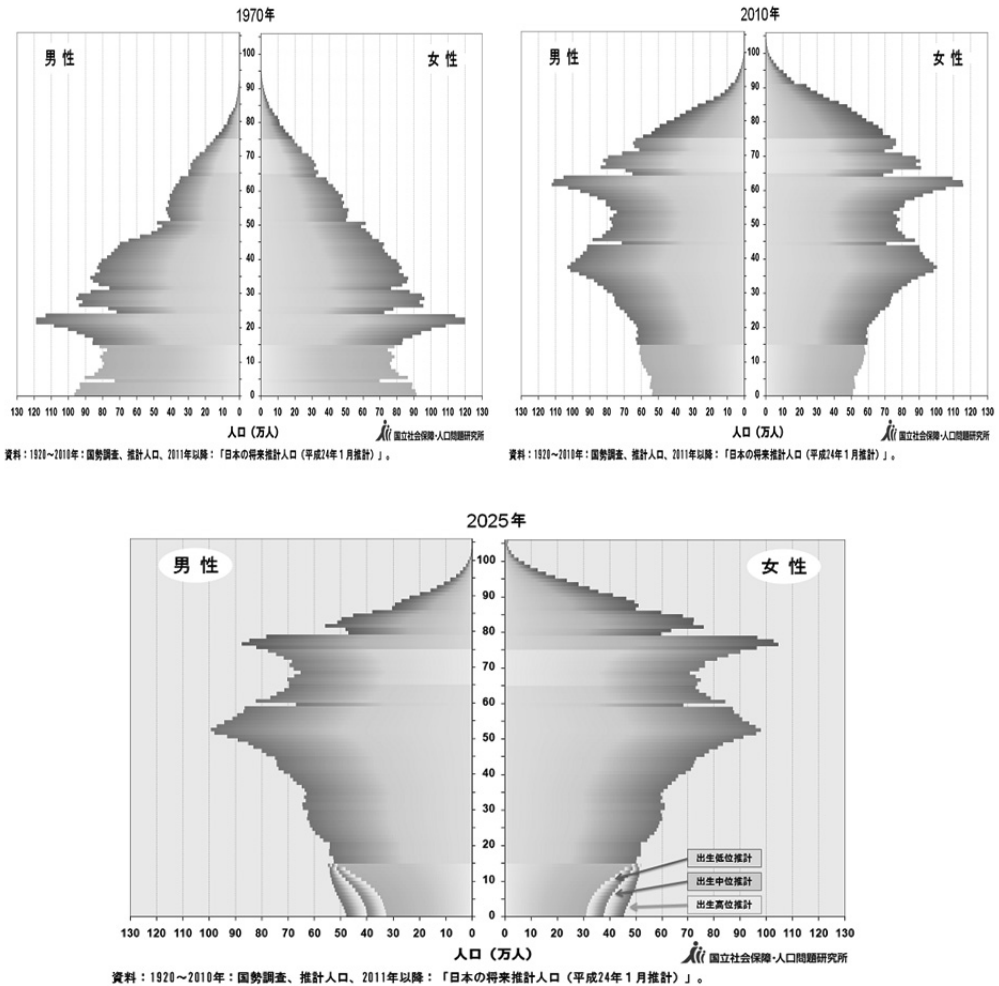 1970年
男性
女性
100
90
80
70
60
50
40
30
20
10
0
130 120 110 100 90 80 70 60 50 40 30 20 10 0
0 10 20 30 40 50 60 70 80 90 100 110 120 130
人口（万人）
国立社会保障・人口問題研究所
資料：1920～2010年：国勢調査、推計人口、2011年以降：「日本の将来推計人口（平成24年１月推計）」。
2010年
男性
女性
100
90
80
70
60
50
40
30
20
10
0
130 120 110 100 90 80 70 60 50 40 30 20 10 0
0 10 20 30 40 50 60 70 80 90 100 110 120 130
人口（万人）
国立社会保障・人口問題研究所
資料：1920～2010年：国勢調査、推計人口、2011年以降：「日本の将来推計人口（平成24年１月推計）」。
2025年
男性
女性
100
90
80
70
60
50
40
30
20
10
0
出生低位推計
出生中位推計
出生高位推計
130 120 110 100 90 80 70 60 50 40 30 20 10 0
0 10 20 30 40 50 60 70 80 90 100 110 120 130
人口（万人）
国立社会保障・人口問題研究所
資料：1920～2010年：国勢調査、推計人口、2011年以降：「日本の将来推計人口（平成24年１月推計）」。